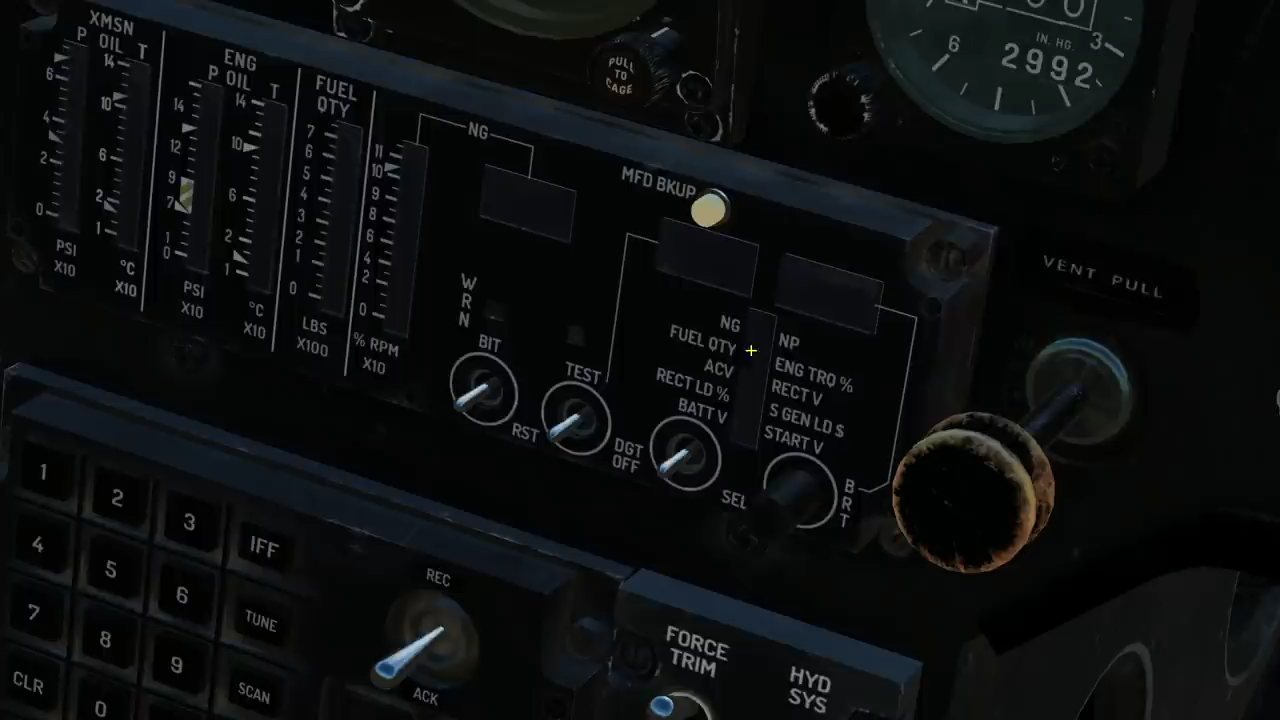 XMSN
P OIL T
6
4
2
0
PSI
X10
14
10
6
2
1
°C
X10
ENG
P OIL T
14
12
9
7
1
0
PSI
X10
14
10
6
2
1
°C
X10
FUEL
QTY
7
6
5
4
3
2
1
0
LBS
X100
11
10
9
8
6
4
2
0
% RPM
X10
NG
MFD BKUP
PULL
TO
CAGE
6
3
IN. HG.
2992
VENT PULL
WRN
BIT
RST
TEST
DGT
OFF
SEL
BRT
NG
FUEL QTY
ACV
RECT LD %
BATT V
NP
ENG TRQ %
RECT V
S GEN LD $
START V
1
2
3
IFF
4
5
6
TUNE
7
8
9
SCAN
CLR
0
REC
ACK
FORCE
TRIM
HYD
SYS